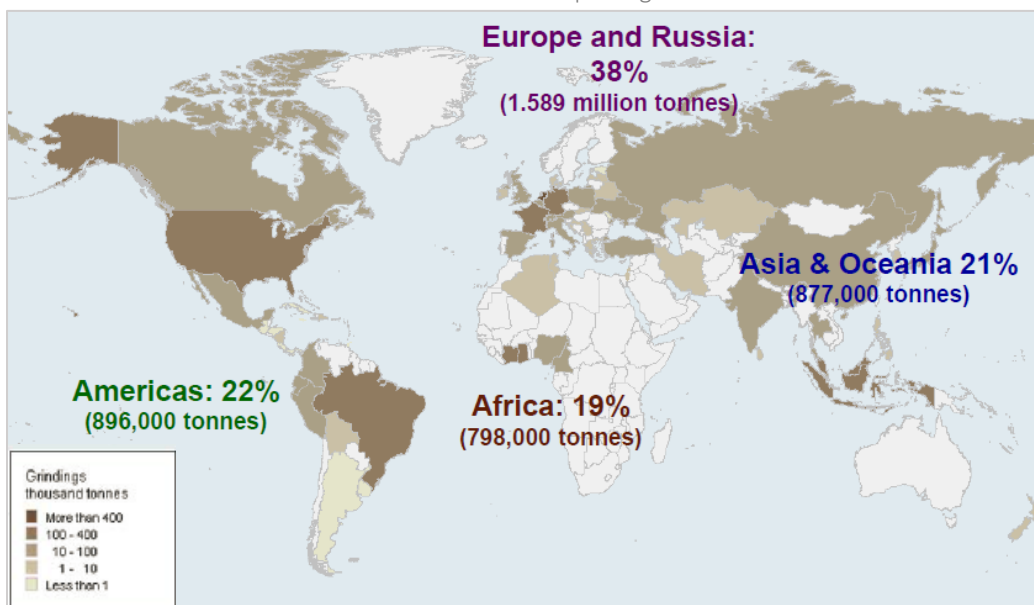 Europe and Russia:
38%
(1.589 million tonnes)
Asia & Oceania 21%
(877,000 tonnes)
Americas: 22%
(896,000 tonnes)
Africa: 19%
(798,000 tonnes)
Grindings
thousand tonnes
More than 400
100 - 400
10 - 100
1 - 10
Less than 1